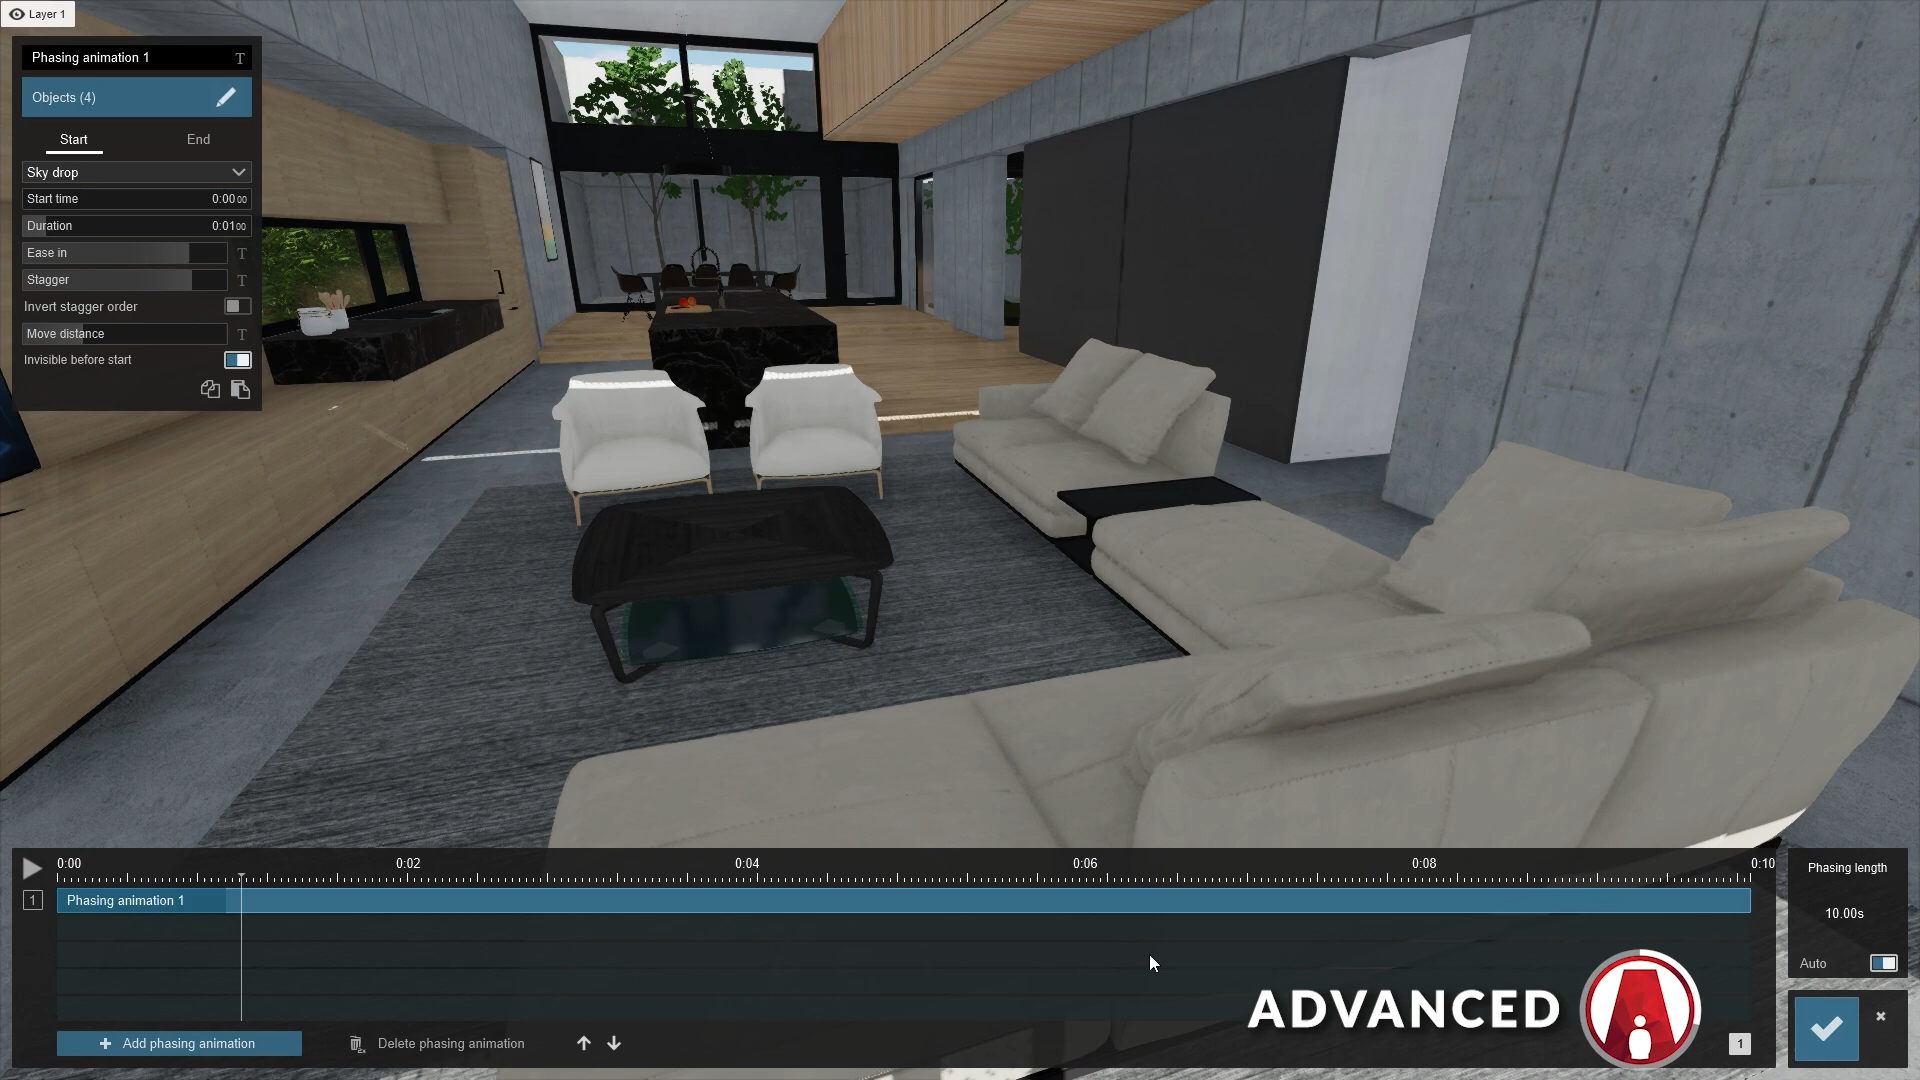 Layer 1
Phasing animation 1
T
Objects (4)
Start
End
Sky drop
Start time
0:00 00
Duration
0:01 00
Ease in
T
Stagger
T
Invert stagger order
Move distance
T
Invisible before start
0:00
0:02
0:04
0:06
0:08
0:10
Phasing length
1
Phasing animation 1
10.00s
Auto
ADVANCED
+ Add phasing animation
Delete phasing animation
1